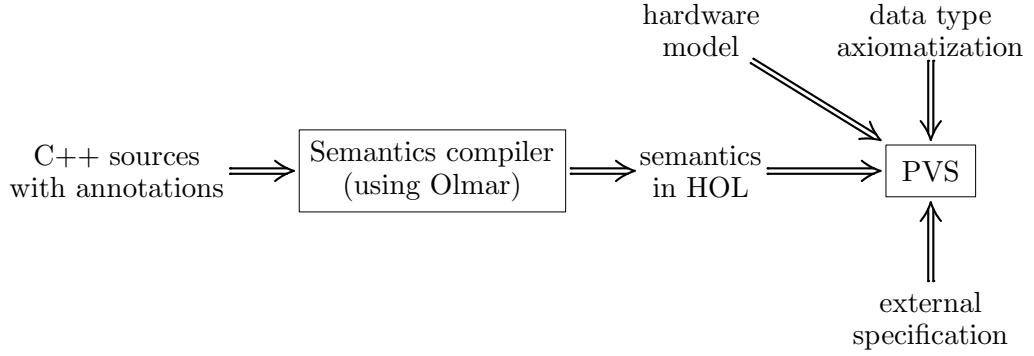 hardware
model
data type
axiomatization
C++ sources
with annotations
Semantics compiler
(using Olmar)
semantics
in HOL
PVS
external
specification